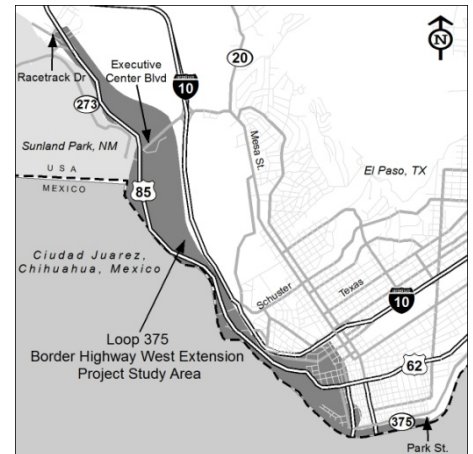 N
Racetrack Dr
Executive
Center Blvd
20
10
273
Mesa St.
Sunland Park, NM
El Paso, TX
USA
MEXICO
85
Ciudad Juarez,
Chihuahua, Mexico
Schuster
Texas
10
Loop 375
Border Highway West Extension
Project Study Area
62
375
Park St.